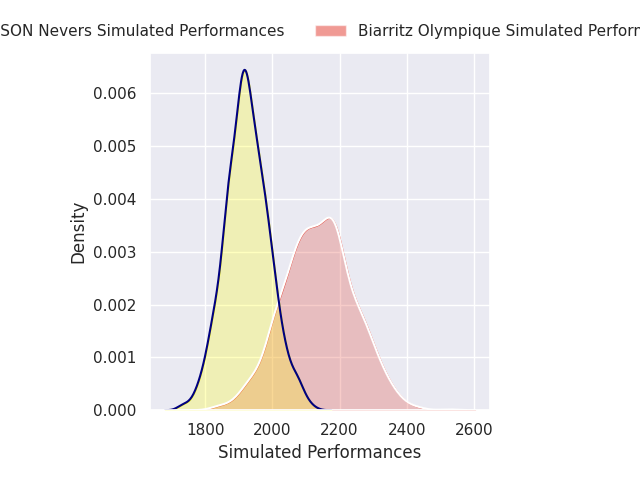 SON Nevers Simulated Performances Biarritz Olympique Simulated Perfor
0.006
0.005
0.004
0.003
0.002
0.001
0.000
Density
1800 2000 2200 2400 2600
Simulated Performances